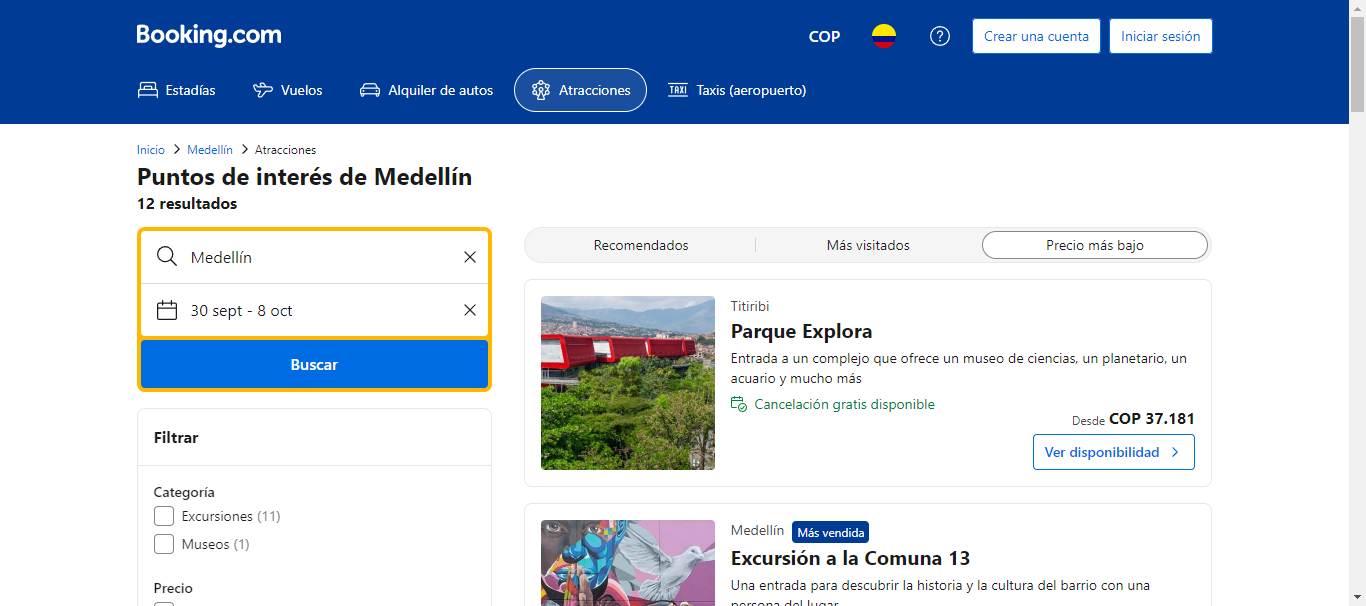 Booking.com
COP
Crear una cuenta
Iniciar sesión
Estadías
Vuelos
Alquiler de autos
Atracciones
TAXI Taxis (aeropuerto)
Inicio > Medellín > Atracciones
Puntos de interés de Medellín
12 resultados
Medellín
30 sept - 8 oct
Buscar
Filtrar
Categoría
Excursiones (11)
Museos (1)
Precio
Recomendados
Más visitados
Precio más bajo
Titiribi
Parque Explora
Entrada a un complejo que ofrece un museo de ciencias, un planetario, un
acuario y mucho más
Cancelación gratis disponible
Desde COP 37.181
Ver disponibilidad
Medellín Más vendida
Excursión a la Comuna 13
Una entrada para descubrir la historia y la cultura del barrio con una
persona del lugar